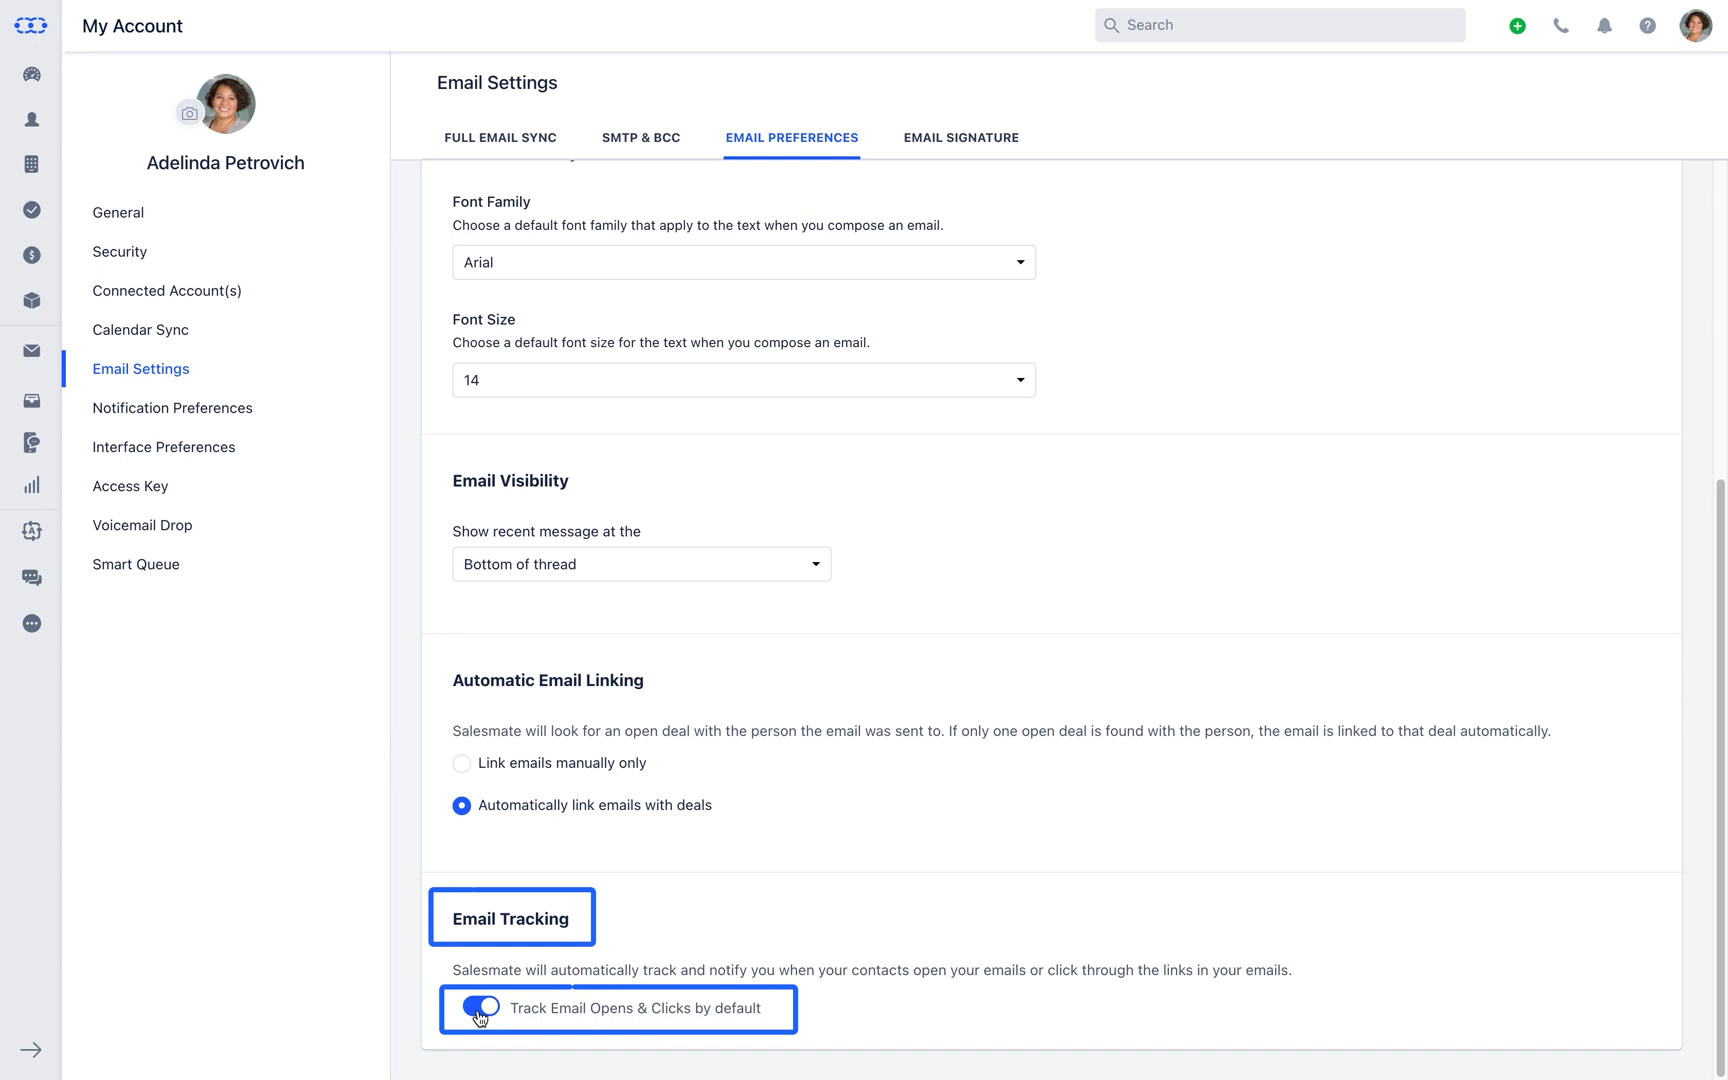 My Account
Search
Adelinda Petrovich
General
Security
Connected Account(s)
Calendar Sync
Email Settings
Notification Preferences
Interface Preferences
Access Key
Voicemail Drop
Smart Queue
Email Settings
FULL EMAIL SYNC
SMTP & BCC
EMAIL PREFERENCES
EMAIL SIGNATURE
Font Family
Choose a default font family that apply to the text when you compose an email.
Arial
Font Size
Choose a default font size for the text when you compose an email.
14
Email Visibility
Show recent message at the
Bottom of thread
Automatic Email Linking
Salesmate will look for an open deal with the person the email was sent to. If only one open deal is found with the person, the email is linked to that deal automatically.
Link emails manually only
Automatically link emails with deals
Email Tracking
Salesmate will automatically track and notify you when your contacts open your emails or click through the links in your emails.
Track Email Opens & Clicks by default